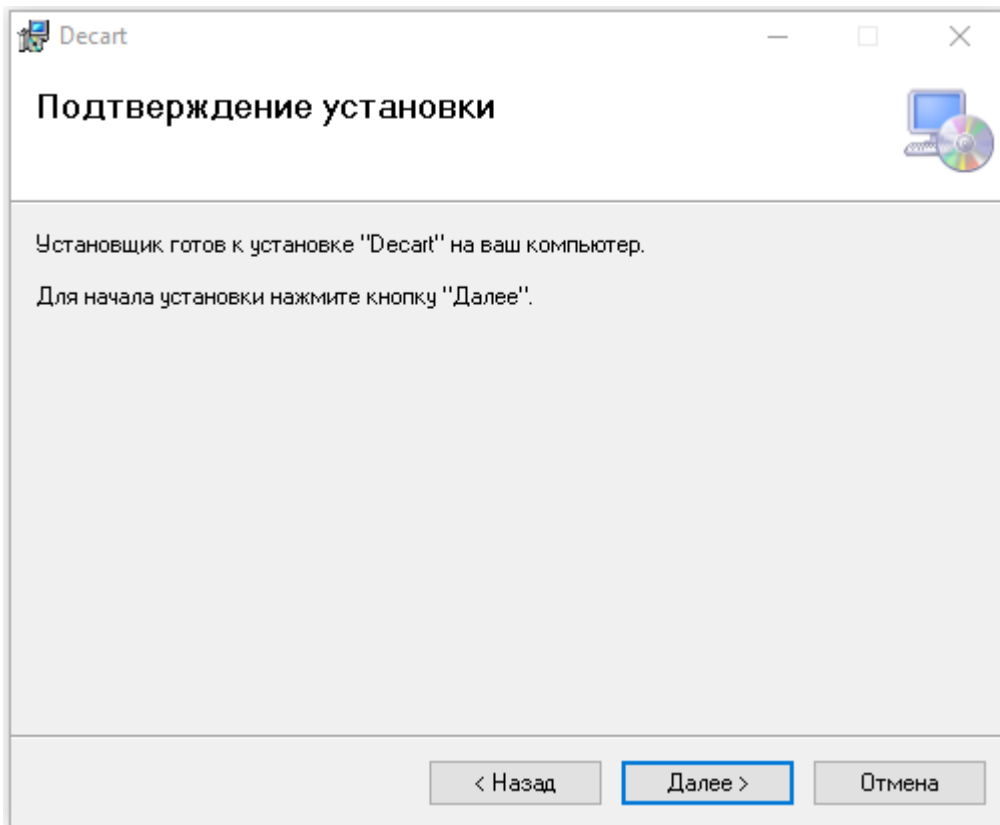 Decart
Подтверждение установки
Установщик готов к установке "Decart" на ваш компьютер.
Для начала установки нажмите кнопку "Далее".
< Назад
Далее >
Отмена